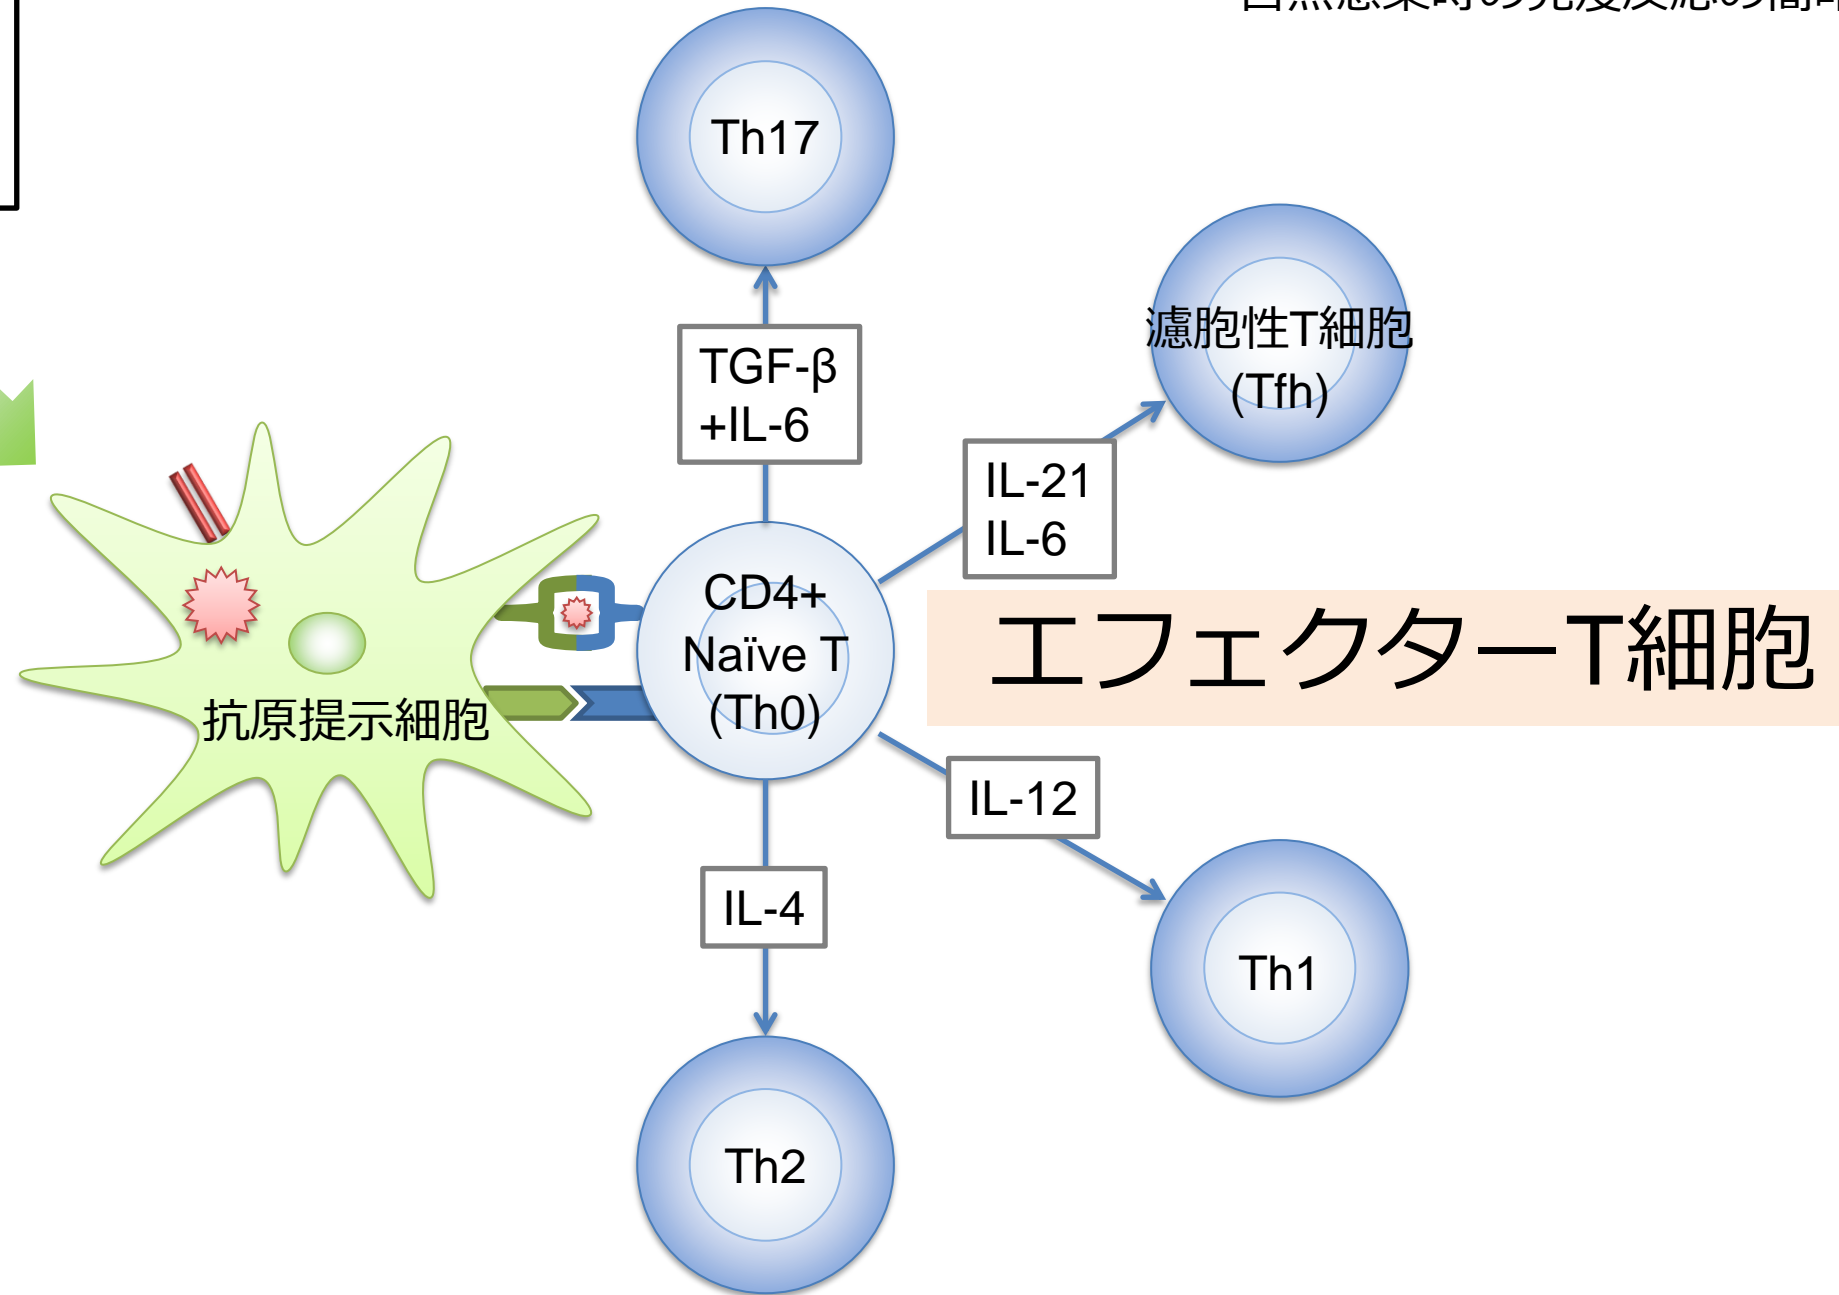 Th17
濾胞性T細胞
(Tfh)
TGF-β
+IL-6
IL-21
IL-6
CD4+
Naïve T
(Th0)
エフェクターT細胞
抗原提示細胞
IL-12
IL-4
Th1
Th2